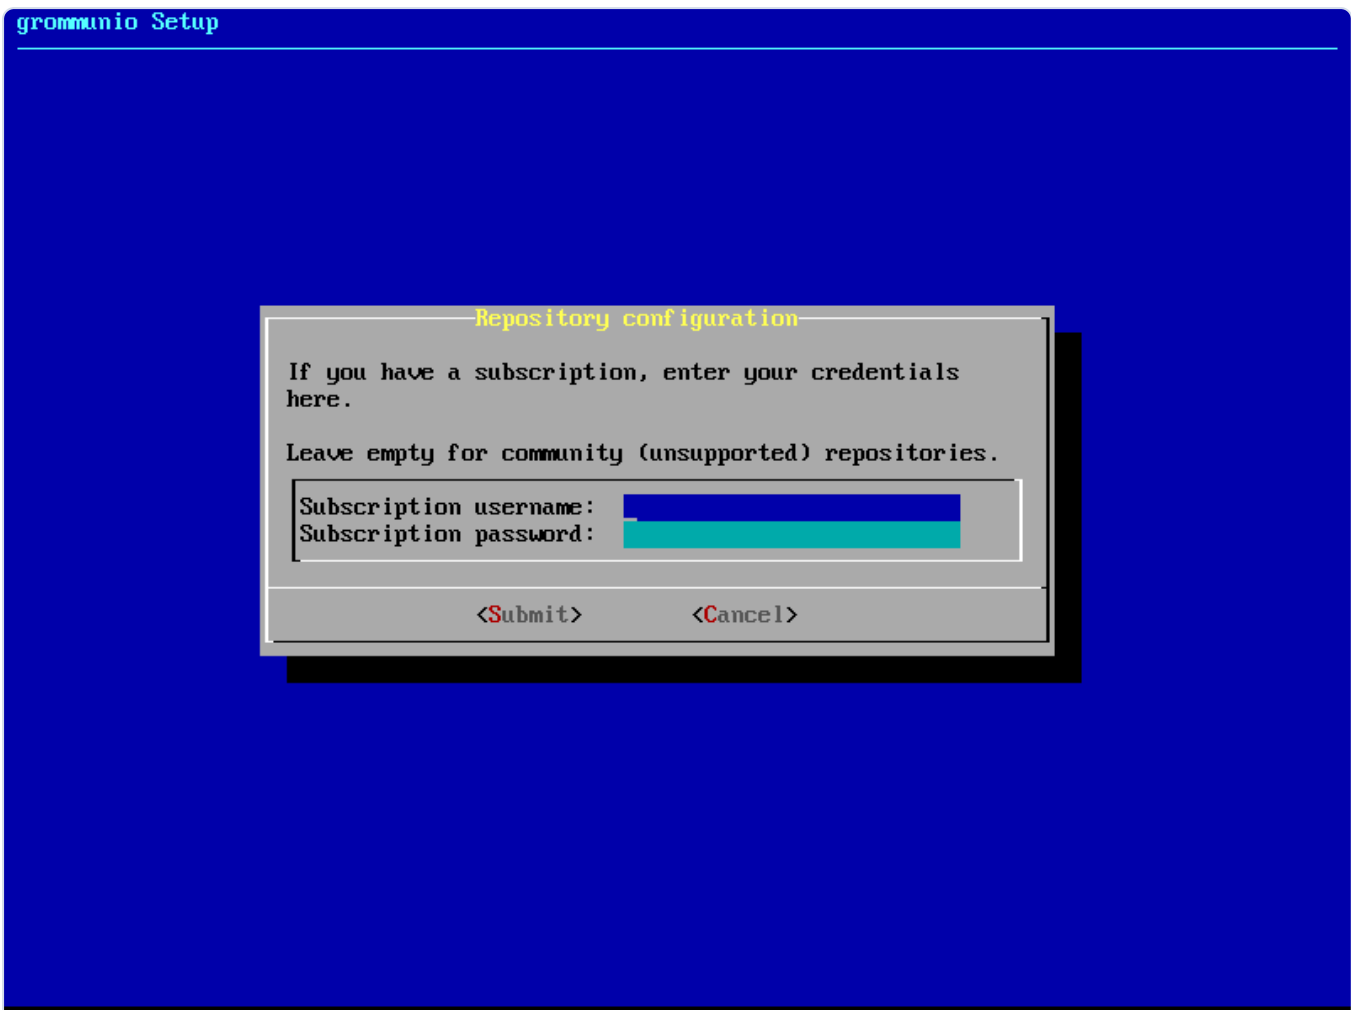 grommunio Setup
Repository configuration
If you have a subscription, enter your credentials
here.
Leave empty for community (unsupported) repositories.
Subscription username:
Subscription password:
<Submit> <Cancel>